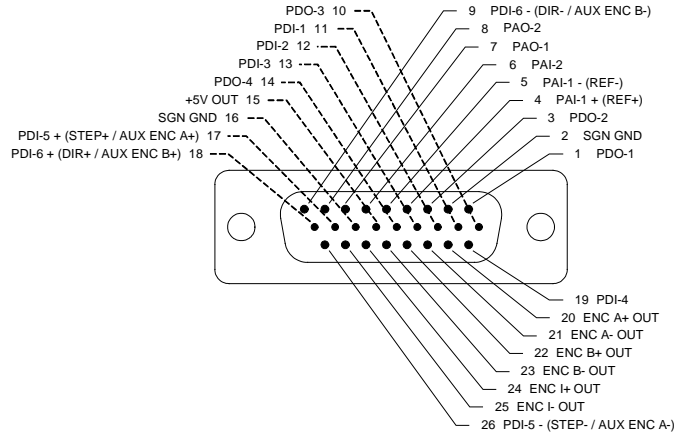 PDO-3 10
PDI-1 11
PDI-2 12
PDI-3 13
PDO-4 14
+5V OUT 15
SGN GND 16
PDI-5 + (STEP+ / AUX ENC A+) 17
PDI-6 + (DIR+ / AUX ENC B+) 18
9 PDI-6 - (DIR- / AUX ENC B-)
8 PAO-2
7 PAO-1
6 PAI-2
5 PAI-1 - (REF-)
4 PAI-1 + (REF+)
3 PDO-2
2 SGN GND
1 PDO-1
19 PDI-4
20 ENC A+ OUT
21 ENC A- OUT
22 ENC B+ OUT
23 ENC B- OUT
24 ENC I+ OUT
25 ENC I- OUT
26 PDI-5 - (STEP- / AUX ENC A-)